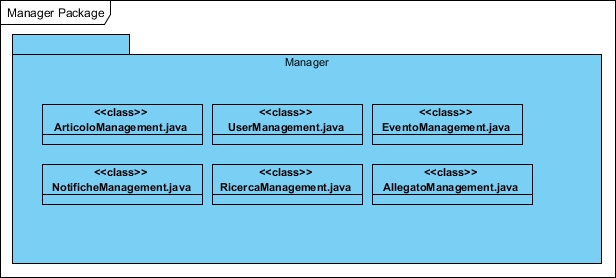 Manager Package
Manager
<<class>>
ArticoloManagement.java
<<class>>
UserManagement.java
<<class>>
EventoManagement.java
<<class>>
NotificheManagement.java
<<class>>
RicercaManagement.java
<<class>>
AllegatoManagement.java